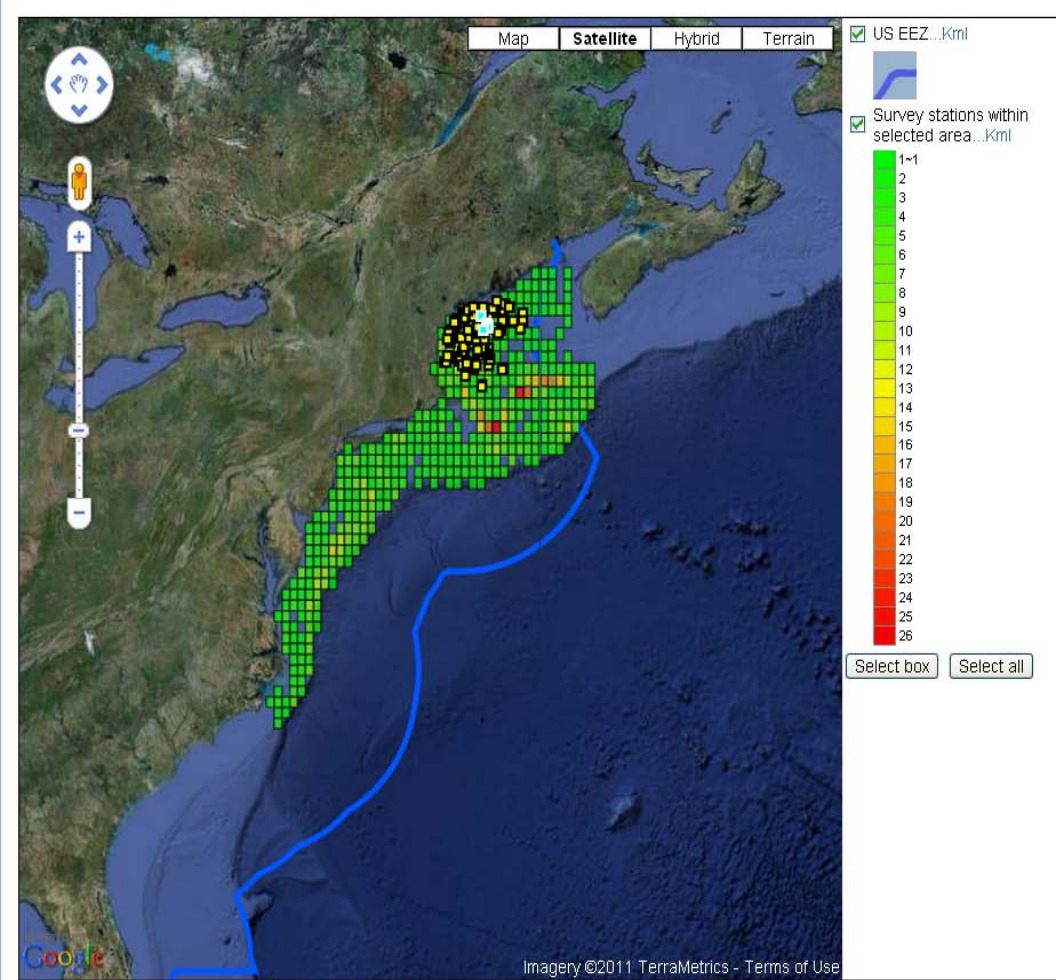 Map
Satellite
Hybrid
Terrain
US EEZ...Kml
Survey stations within
selected area...Kml
1~1
2
3
4
5
6
7
8
9
10
11
12
13
14
15
16
17
18
19
20
21
22
23
24
25
26
Select box
Select all
Google
Imagery ©2011 TerraMetrics - Terms of Use